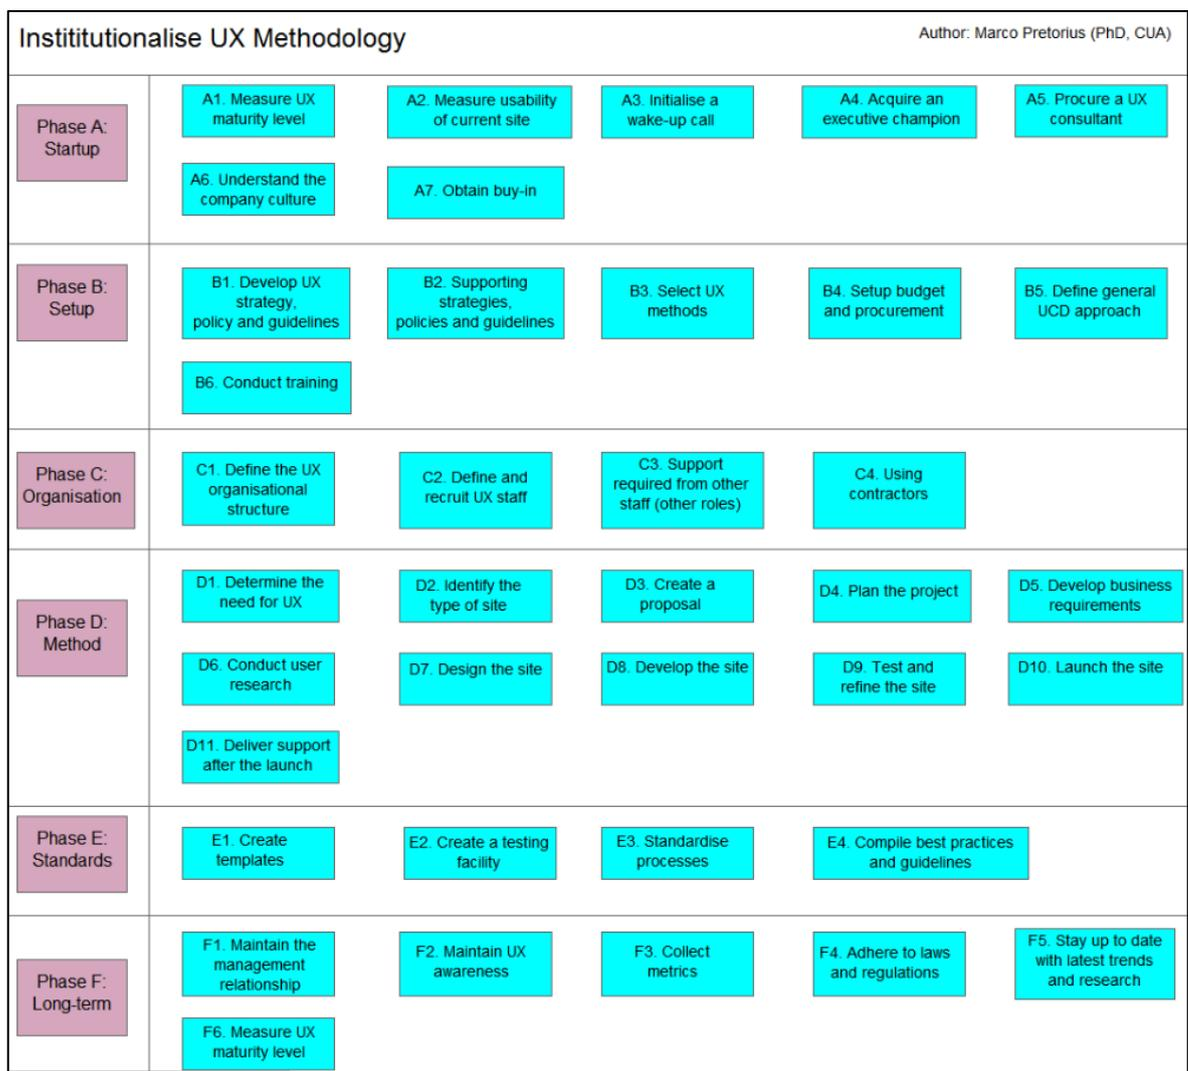 Instititutionalise UX Methodology
Author: Marco Pretorius (PhD, CUA)
Phase A:
Startup
A1. Measure UX
maturity level
A2. Measure usability
of current site
A3. Initialise a
wake-up call
A4. Acquire an
executive champion
A5. Procure a UX
consultant
A6. Understand the
company culture
A7. Obtain buy-in
Phase B:
Setup
B1. Develop UX
strategy,
policy and guidelines
B2. Supporting
strategies,
policies and guidelines
B3. Select UX
methods
B4. Setup budget
and procurement
B5. Define general
UCD approach
B6. Conduct training
Phase C:
Organisation
C1. Define the UX
organisational
structure
C2. Define and
recruit UX staff
C3. Support
required from other
staff (other roles)
C4. Using
contractors
Phase D:
Method
D1. Determine the
need for UX
D2. Identify the
type of site
D3. Create a
proposal
D4. Plan the project
D5. Develop business
requirements
D6. Conduct user
research
D7. Design the site
D8. Develop the site
D9. Test and
refine the site
D10. Launch the site
D11. Deliver support
after the launch
Phase E:
Standards
E1. Create
templates
E2. Create a testing
facility
E3. Standardise
processes
E4. Compile best practices
and guidelines
Phase F:
Long-term
F1. Maintain the
management
relationship
F2. Maintain UX
awareness
F3. Collect
metrics
F4. Adhere to laws
and regulations
F5. Stay up to date
with latest trends
and research
F6. Measure UX
maturity level